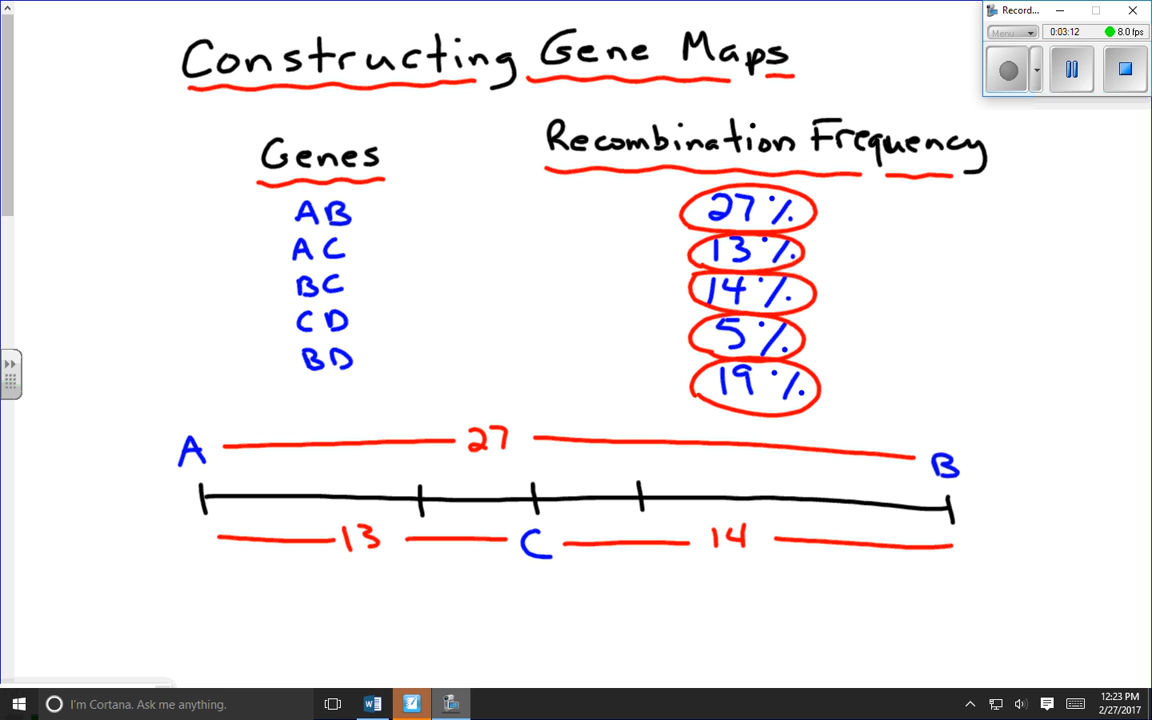 Record...
Menu
0:03:12
8.0 fps
Constructing Gene Maps
Genes
Recombination Frequency
AB 27%
AC 13%
BC 14%
CD 5%
BD 19%
A 27 B
13 C 14
I'm Cortana. Ask me anything.
12:23 PM
2/27/2017